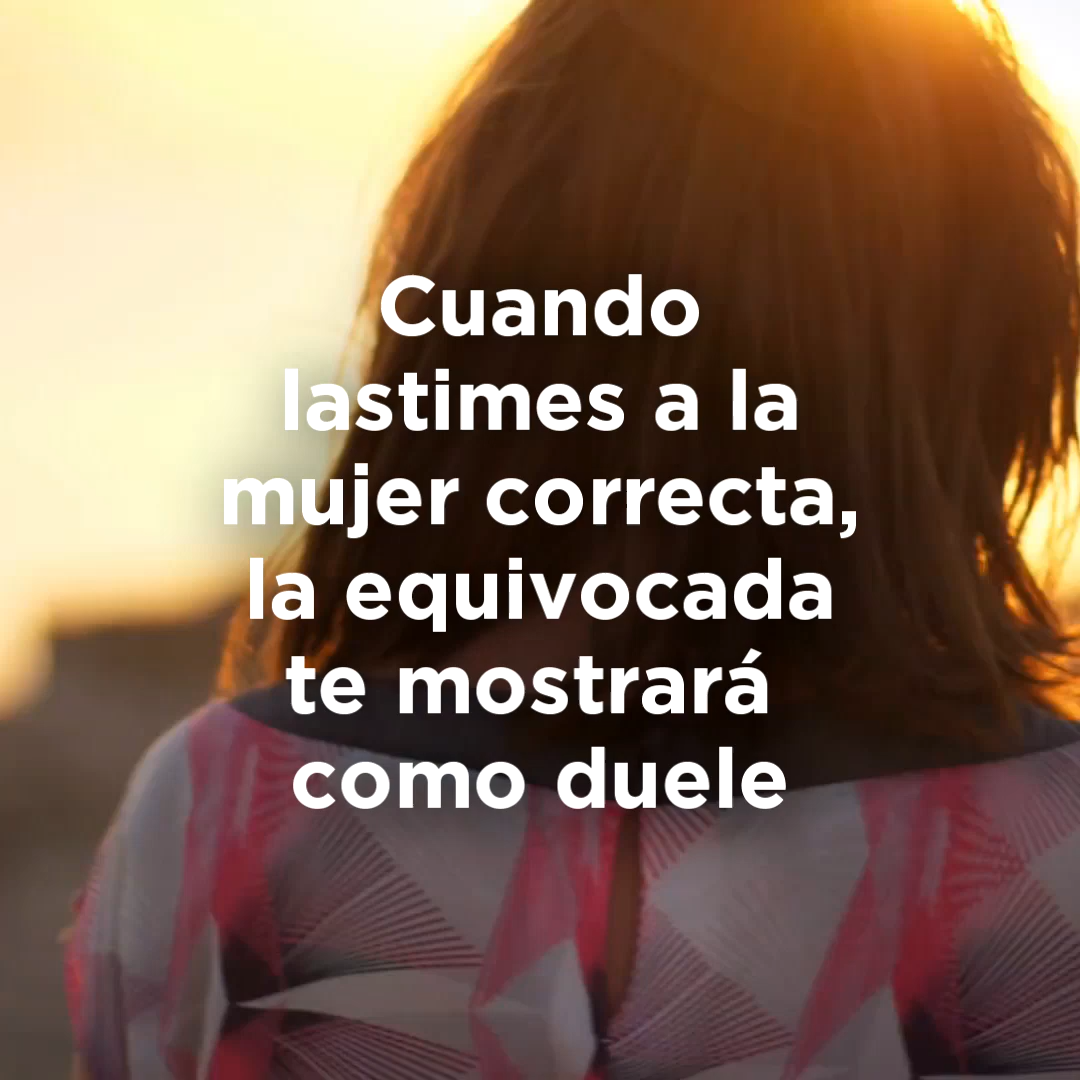 Cuando
lastimes a la
mujer correcta,
la equivocada
te mostrará
como duele